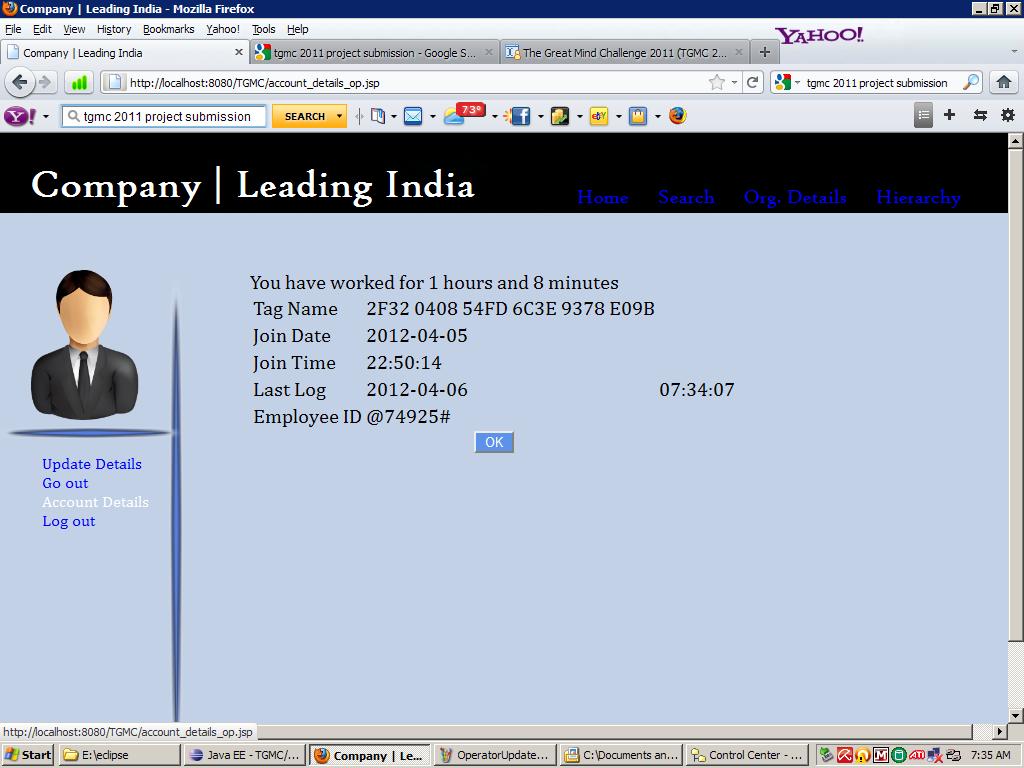 Company | Leading India - Mozilla Firefox
File Edit View History Bookmarks Yahoo! Tools Help
YAHOO!
Company | Leading India
tgmc 2011 project submission - Google S...
The Great Mind Challenge 2011 (TGMC 2...
http://localhost:8080/TGMC/account_details_op.jsp
tgmc 2011 project submission
Y! tgmc 2011 project submission SEARCH 73° ebY
Company | Leading India
Home Search Org. Details Hierarchy
You have worked for 1 hours and 8 minutes
Tag Name 2F32 0408 54FD 6C3E 9378 E09B
Join Date 2012-04-05
Join Time 22:50:14
Last Log 2012-04-06 07:34:07
Employee ID @74925#
OK
Update Details
Go out
Account Details
Log out
http://localhost:8080/TGMC/account_details_op.jsp
Start E:\eclipse Java EE - TGMC/... Company | Le... OperatorUpdate... C:\Documents an... Control Center - ... 7:35 AM